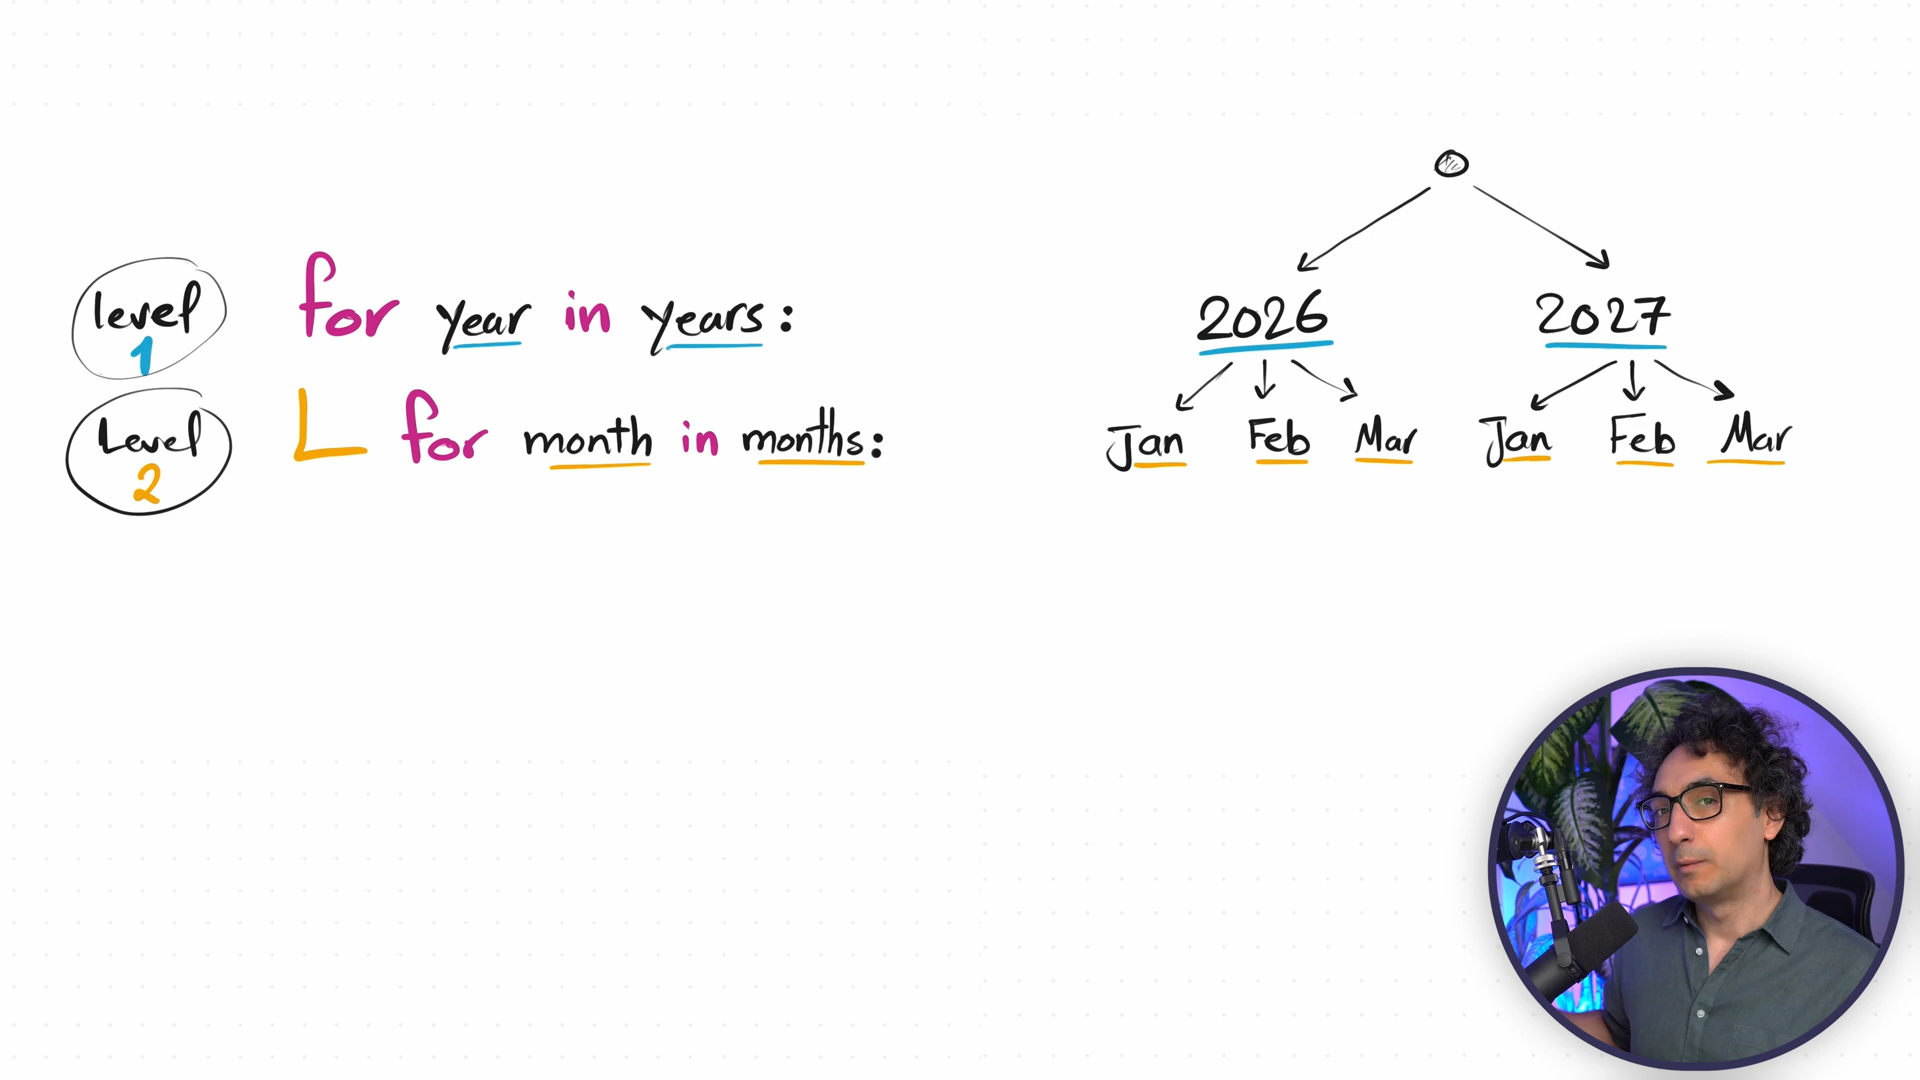 level
1
for year in years:
Level
2
for month in months:
2026 2027
Jan Feb Mar Jan Feb Mar